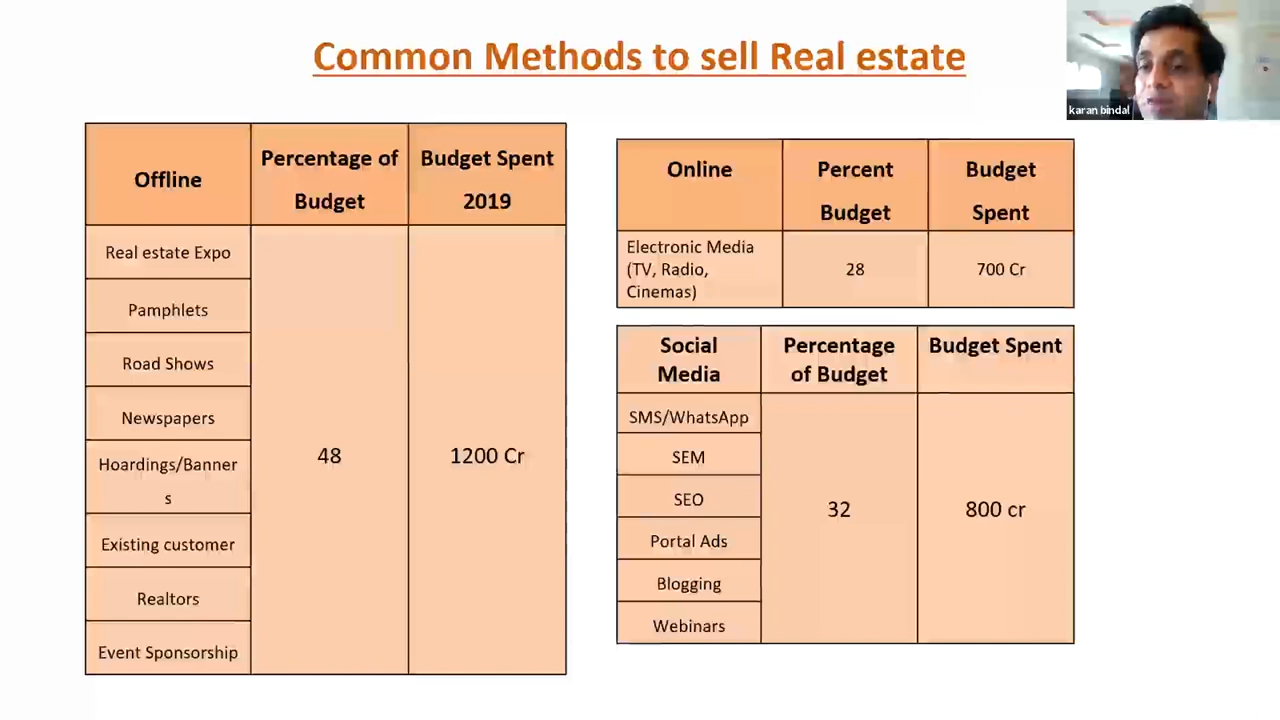 Common Methods to sell Real estate
karan bindal
Offline
Percentage of
Budget
Budget Spent
2019
Real estate Expo
Pamphlets
Road Shows
Newspapers
Hoardings/Banner
s
Existing customer
Realtors
Event Sponsorship
48
1200 Cr
Online
Percent
Budget
Budget
Spent
Electronic Media
(TV, Radio,
Cinemas)
28
700 Cr
Social
Media
Percentage
of Budget
Budget Spent
SMS/WhatsApp
SEM
SEO
Portal Ads
Blogging
Webinars
32
800 cr